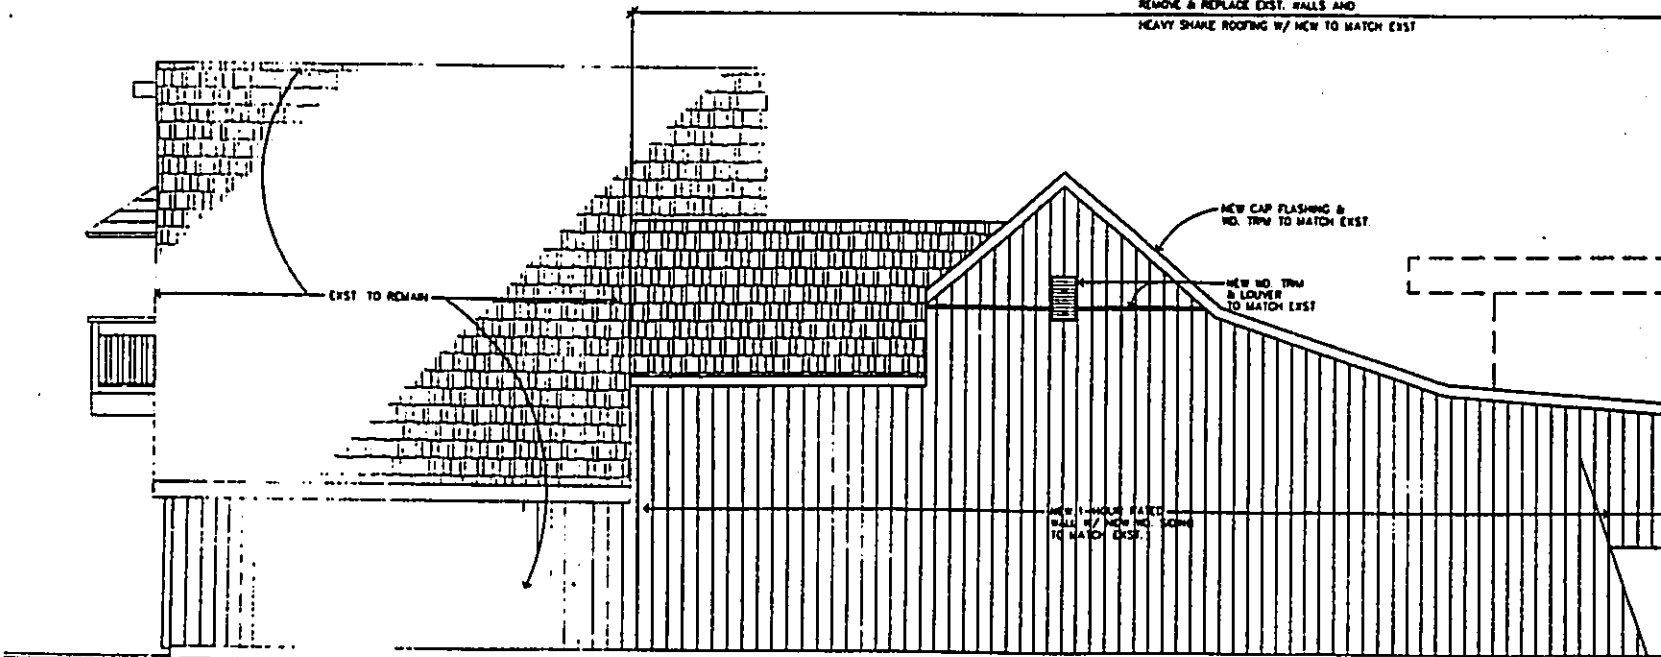 REMOVE & REPLACE EXST. WALLS AND
HEAVY SHAKE ROOFING W/ NEW TO MATCH EXST
NEW CAP FLASHING &
WD. TRIM TO MATCH EXST.
NEW WD. TRIM
& LOUVER
TO MATCH EXST
EXST TO REMAIN
NEW 1-HOUR RATED
WALL W/ NEW WD. SIDING
TO MATCH EXST.